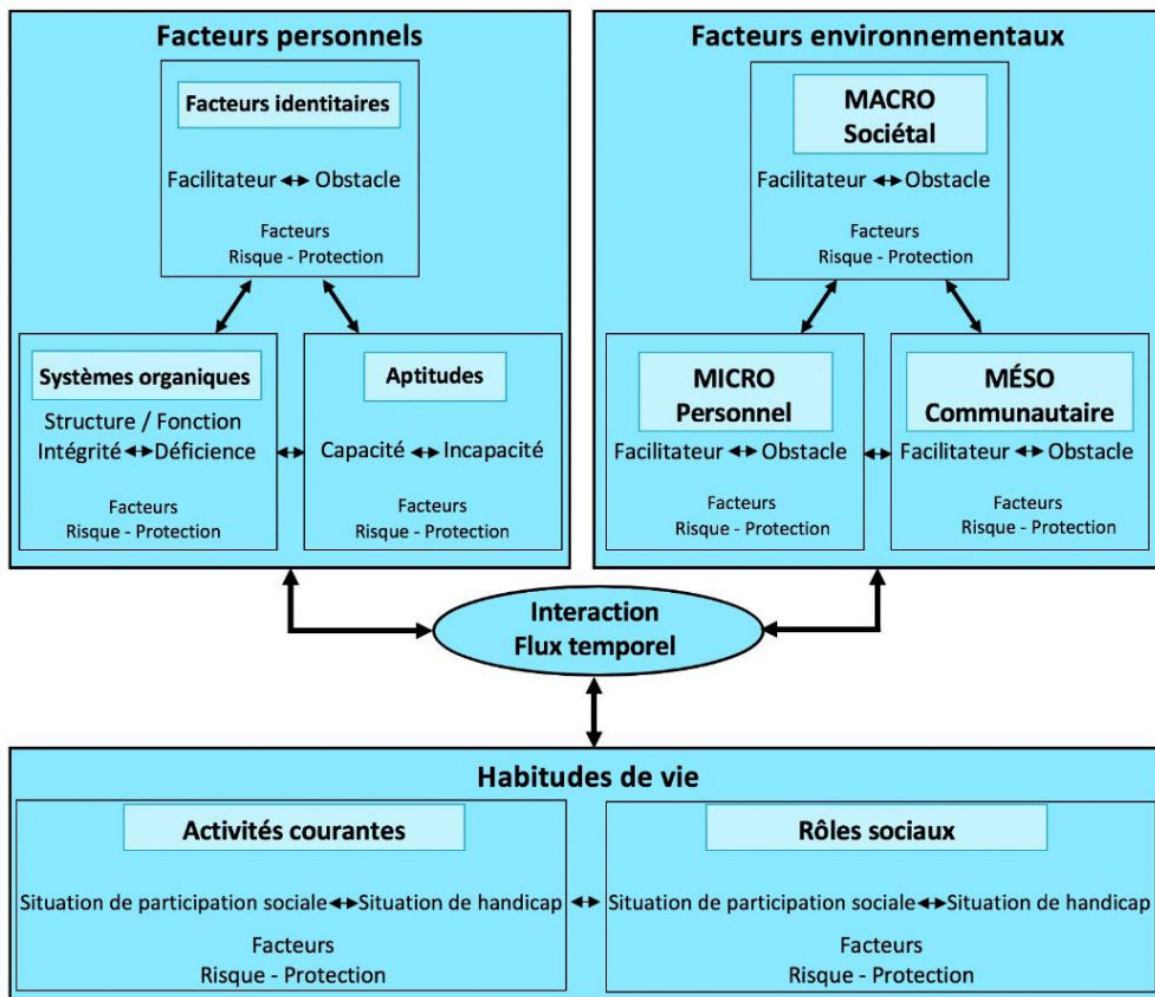 Facteurs personnels
Facteurs identitaires
Facilitateur ↔ Obstacle
Facteurs
Risque - Protection
Systèmes organiques
Structure / Fonction
Intégrité ↔ Déficience
Facteurs
Risque - Protection
Aptitudes
Capacité ↔ Incapacité
Facteurs
Risque - Protection
Facteurs environnementaux
MACRO
Sociétal
Facilitateur ↔ Obstacle
Facteurs
Risque - Protection
MICRO
Personnel
Facilitateur ↔ Obstacle
Facteurs
Risque - Protection
MÉSO
Communautaire
Facilitateur ↔ Obstacle
Facteurs
Risque - Protection
Interaction
Flux temporel
Habitudes de vie
Activités courantes
Situation de participation sociale ↔ Situation de handicap
Facteurs
Risque - Protection
Rôles sociaux
Situation de participation sociale ↔ Situation de handicap
Facteurs
Risque - Protection